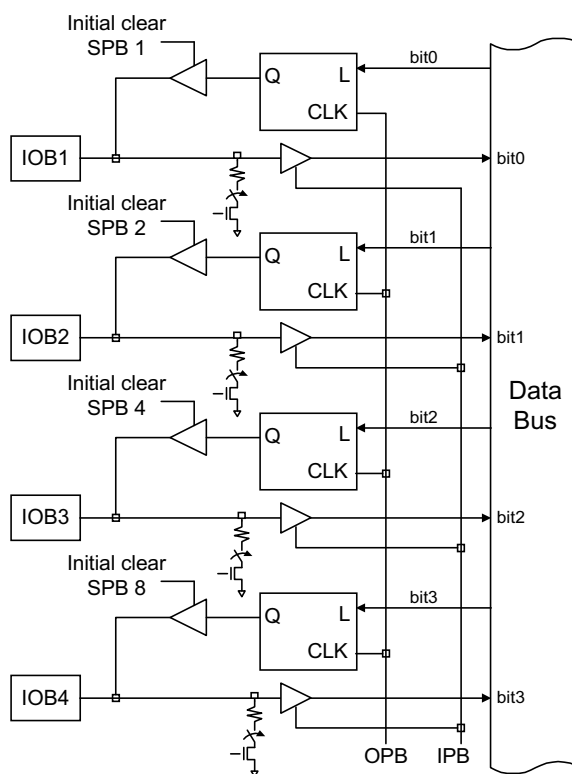 Initial clear
SPB 1
Q
L
CLK
bit0
IOB1
bit0
Initial clear
SPB 2
Q
L
CLK
bit1
IOB2
bit1
Initial clear
SPB 4
Q
L
CLK
bit2
Data
Bus
IOB3
bit2
Initial clear
SPB 8
Q
L
CLK
bit3
IOB4
bit3
OPB
IPB